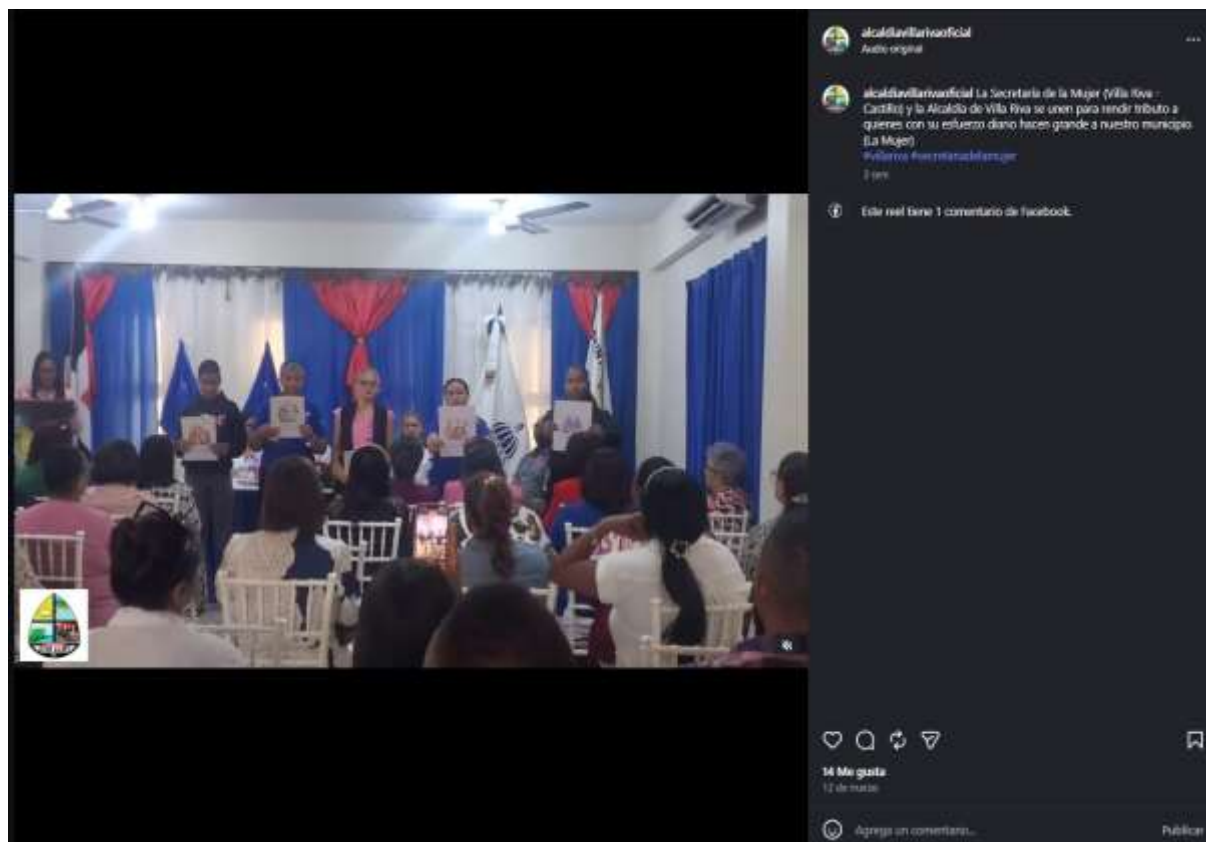 alcaldiavillarivaoficial
Audio original
alcaldiavillarivaoficial La Secretaría de la Mujer (Villa Riva -
Castillo) y la Alcaldía de Villa Riva se unen para rendir tributo a
quienes con su esfuerzo diario hacen grande a nuestro municipio
(La Mujer)
#villariva #secretariadelamujer
3 sem
Este reel tiene 1 comentario de Facebook.
14 Me gusta
12 de marzo
Agrega un comentario...
Publicar